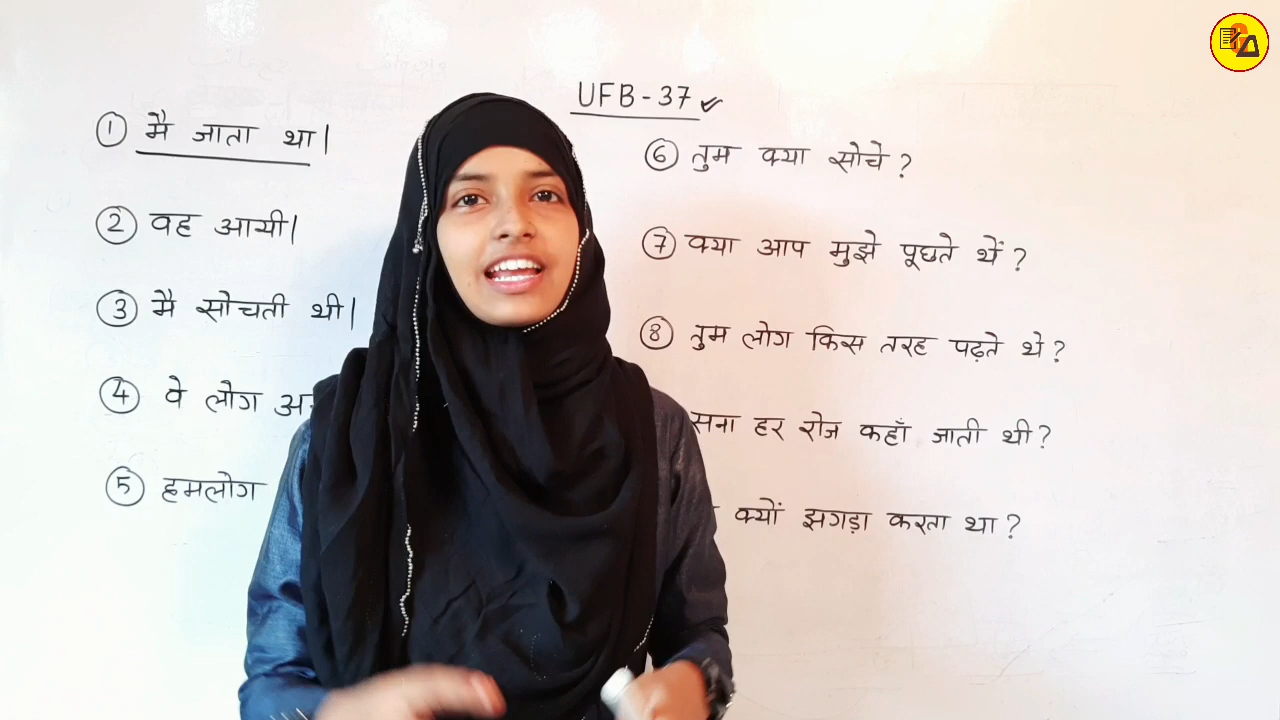 UFB-37
① मै जाता था।
② वह आयी।
③ मै सोचती थी।
④ वे लोग
⑤ हमलोग
⑥ तुम क्या सोचे?
⑦ क्या आप मुझे पूछते थें?
⑧ तुम लोग किस तरह पढ़ते थे?
सना हर रोज कहाँ जाती थी?
क्यों झगड़ा करता था?